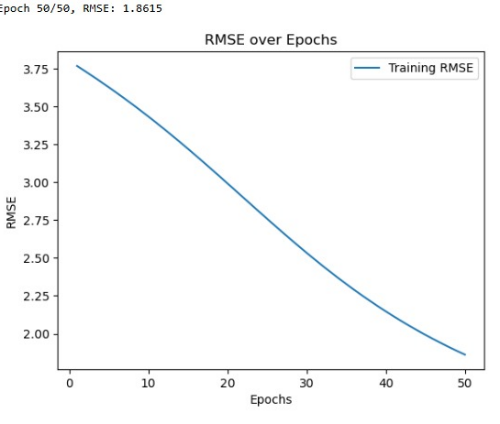 Epoch 50/50, RMSE: 1.8615
RMSE over Epochs
Training RMSE
3.75
3.50
3.25
3.00
2.75
2.50
2.25
2.00
RMSE
0 10 20 30 40 50
Epochs